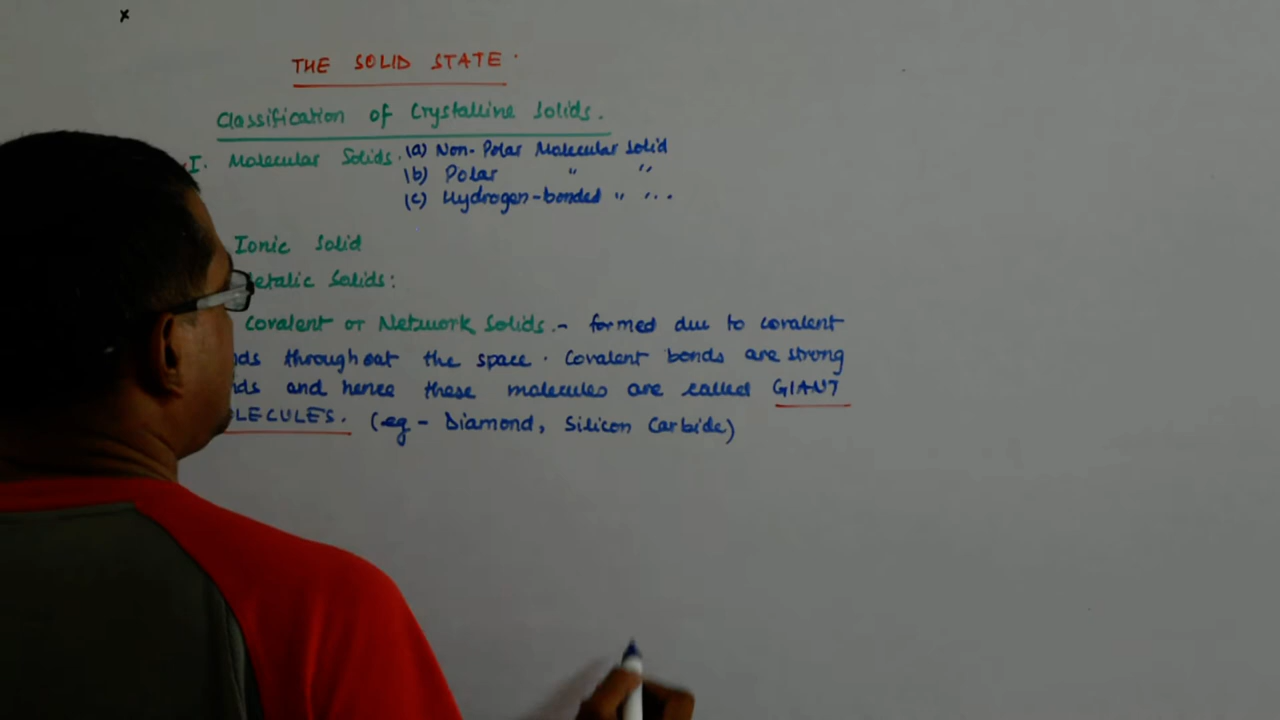 x
THE SOLID STATE.
Classification of Crystalline Solids.
I. Molecular Solids. (a) Non-Polar Molecular Solid
(b) Polar " "
(c) Hydrogen-bonded " " ...
Ionic Solid
etalic Solids:
Covalent or Network Solids. - formed due to covalent
ds throughout the space. Covalent bonds are strong
nds and hence these molecules are called GIANT
LECULES. (eg - Diamond, Silicon Carbide)